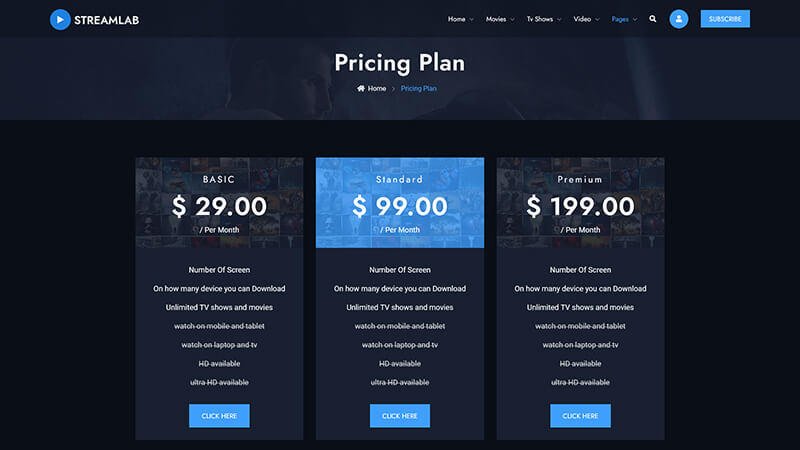 STREAMLAB
Home Movies Tv Shows Video Pages SUBSCRIBE
Pricing Plan
Home > Pricing Plan
BASIC
$ 29.00
/ Per Month
Number Of Screen
On how many device you can Download
Unlimited TV shows and movies
watch on mobile and tablet
watch on laptop and tv
HD available
ultra HD available
CLICK HERE
Standard
$ 99.00
/ Per Month
Number Of Screen
On how many device you can Download
Unlimited TV shows and movies
watch on mobile and tablet
watch on laptop and tv
HD available
ultra HD available
CLICK HERE
Premium
$ 199.00
/ Per Month
Number Of Screen
On how many device you can Download
Unlimited TV shows and movies
watch on mobile and tablet
watch on laptop and tv
HD available
ultra HD available
CLICK HERE